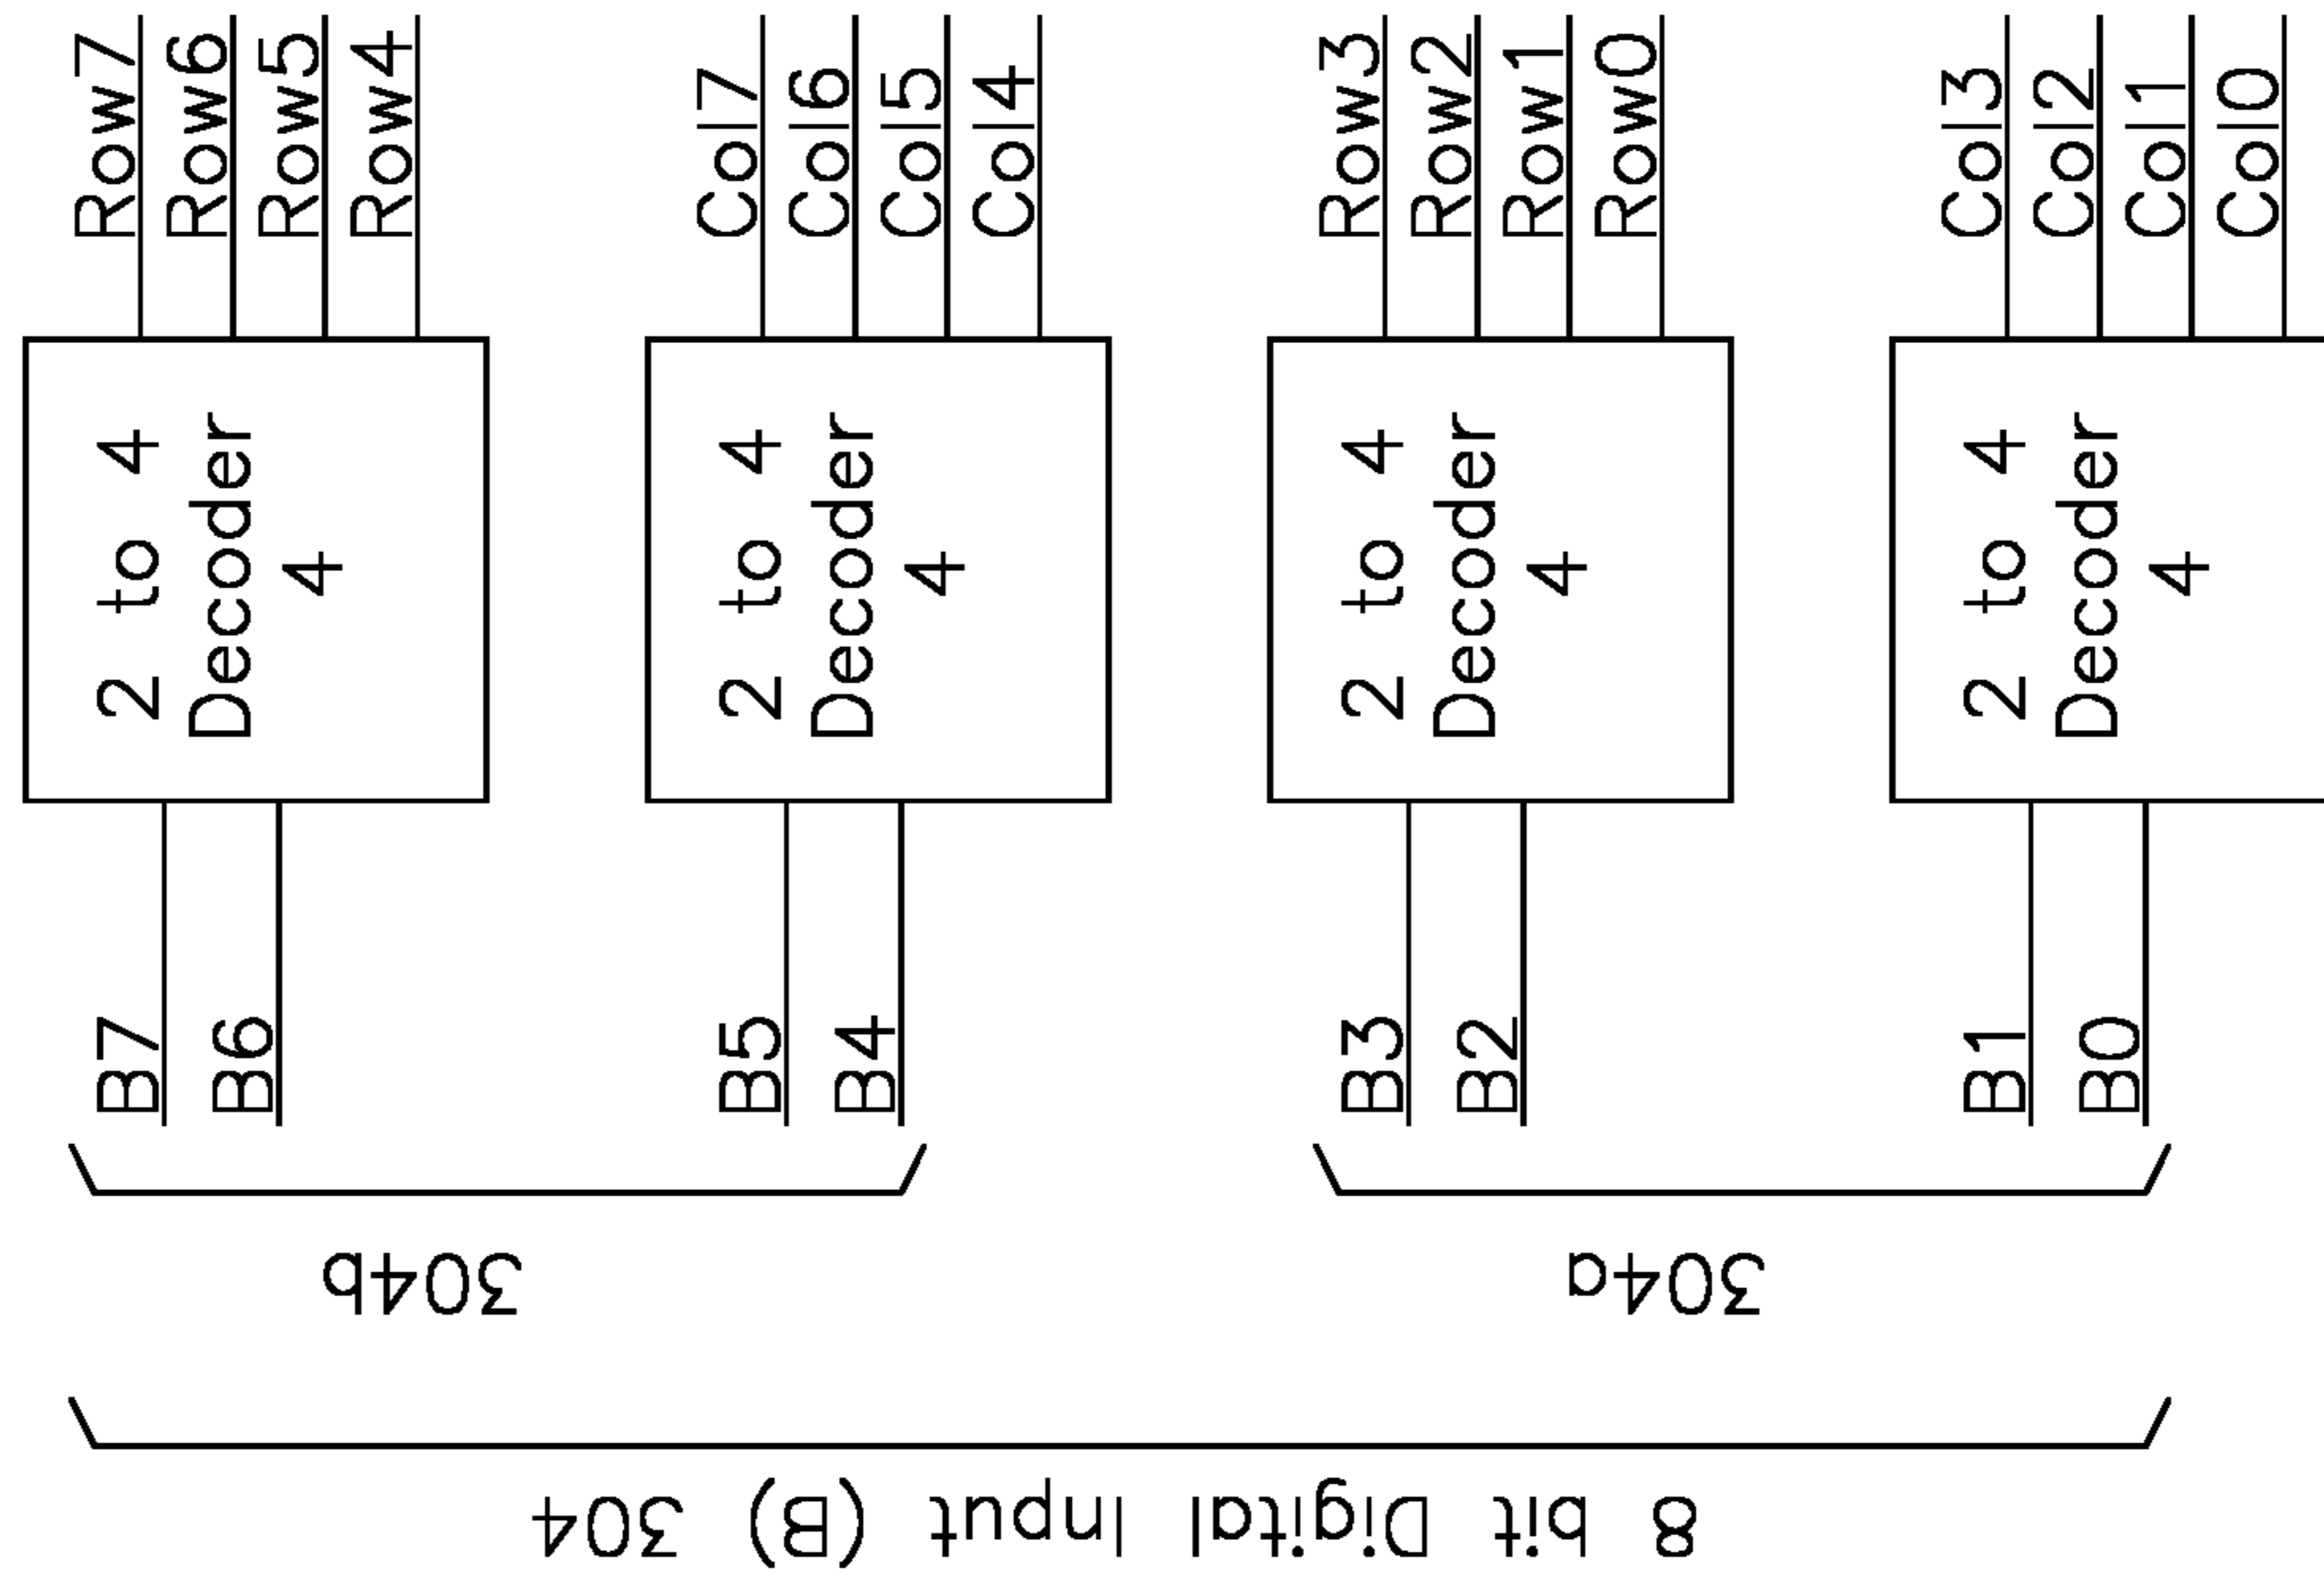 Row7
Row6
Row5
Row4
2 to 4
Decoder
4
B7
B6
Col7
Col6
Col5
Col4
2 to 4
Decoder
4
B5
B4
Row3
Row2
Row1
Row0
2 to 4
Decoder
4
B3
B2
Col3
Col2
Col1
Col0
2 to 4
Decoder
4
B1
B0
304b
304a
8 bit Digital Input (B) 304